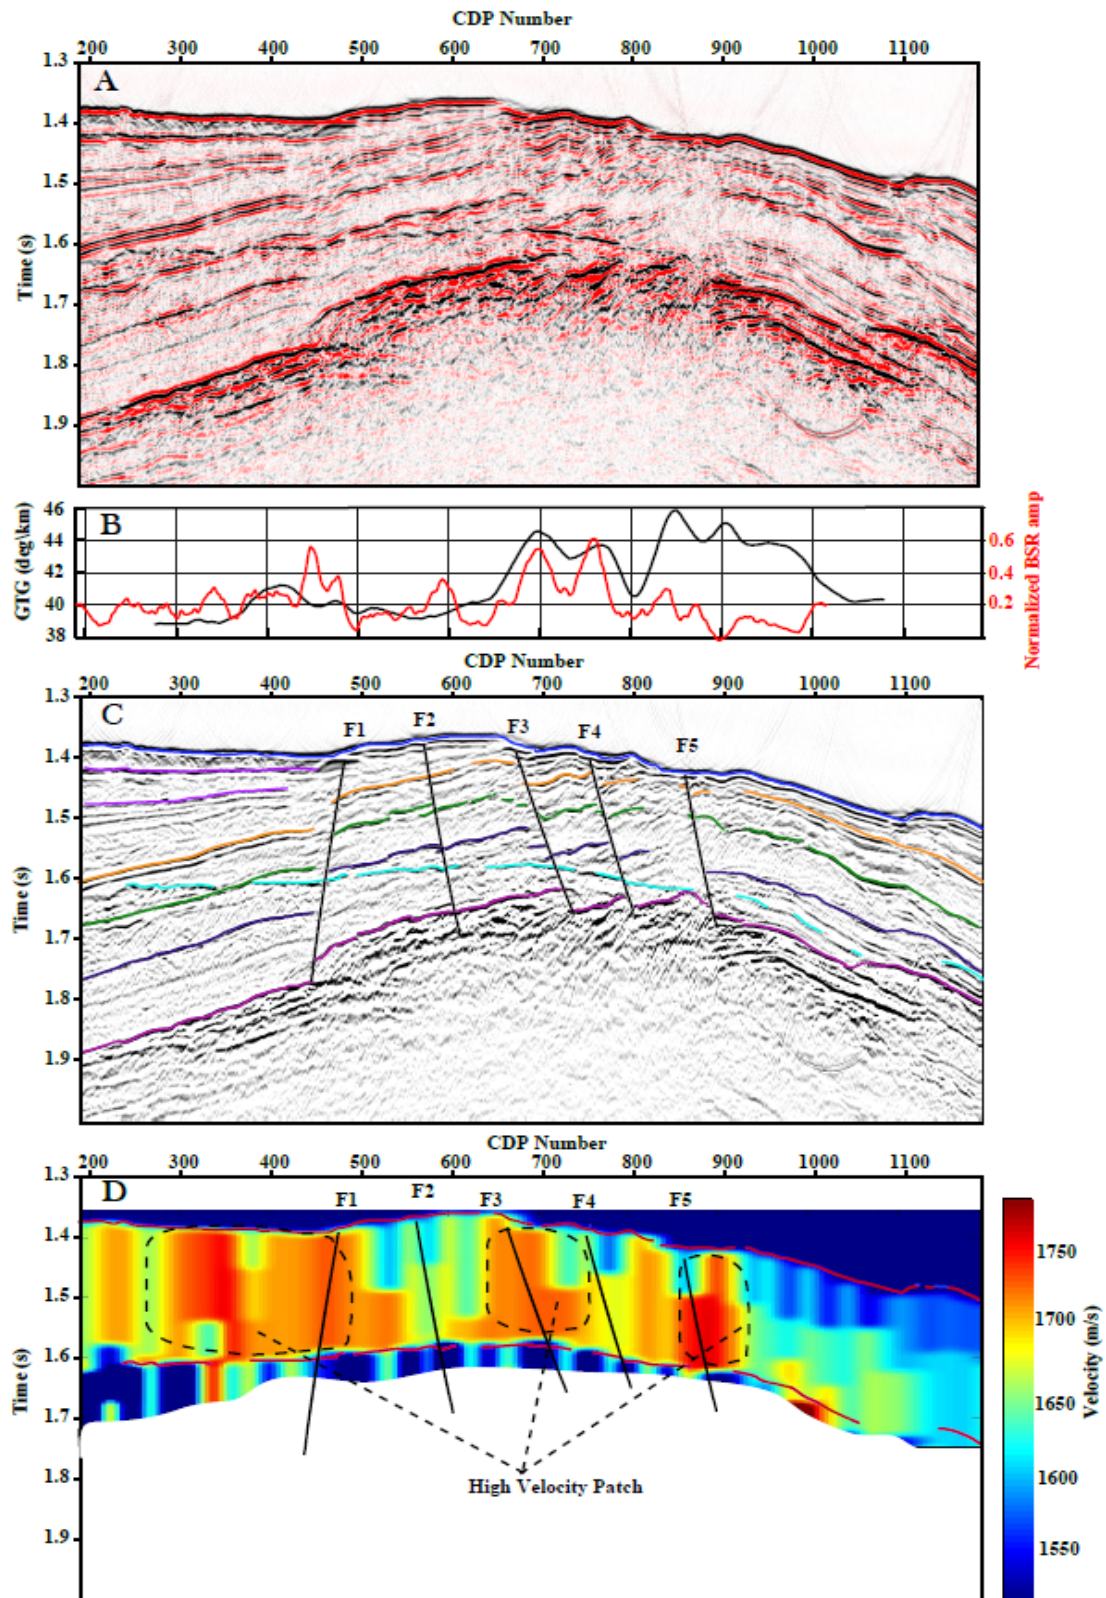 CDP Number
200 300 400 500 600 700 800 900 1000 1100
A
1.3
1.4
1.5
1.6
1.7
1.8
1.9
Time (s)
B
46
44
42
40
38
GTG (deg\km)
0.6
0.4
0.2
Normalized BSR amp
CDP Number
200 300 400 500 600 700 800 900 1000 1100
C
F1 F2 F3 F4 F5
1.3
1.4
1.5
1.6
1.7
1.8
1.9
Time (s)
CDP Number
200 300 400 500 600 700 800 900 1000 1100
D
F1 F2 F3 F4 F5
1.3
1.4
1.5
1.6
1.7
1.8
1.9
Time (s)
High Velocity Patch
1750
1700
1650
1600
1550
Velocity (m/s)